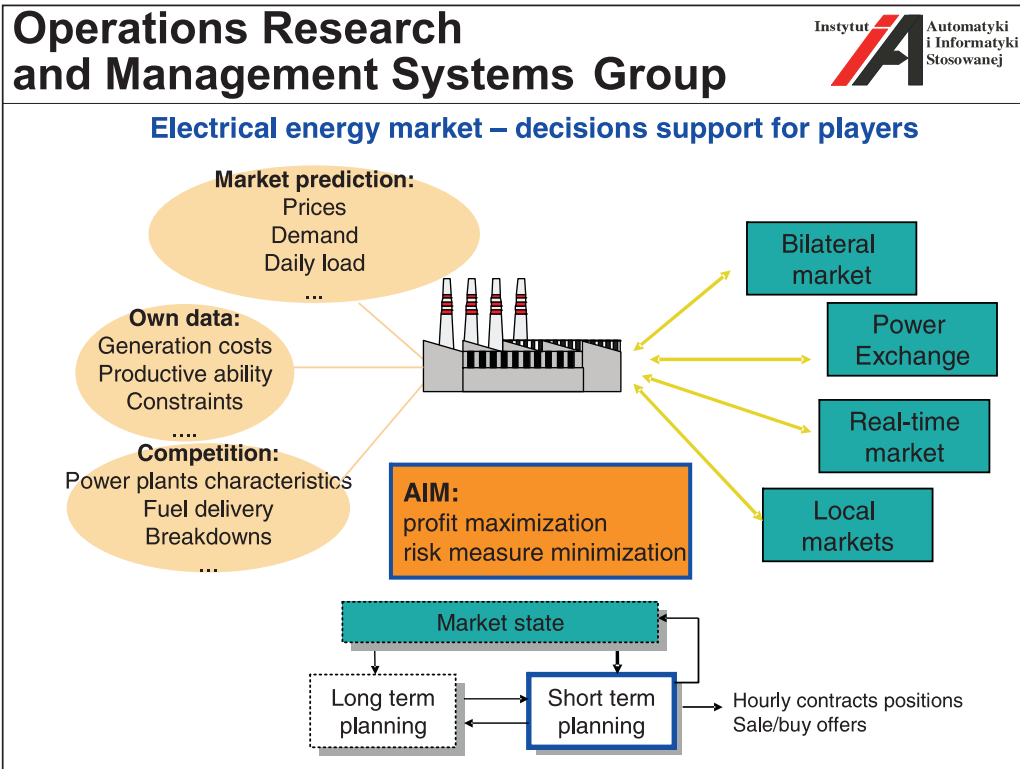 Operations Research
and Management Systems Group
Instytut
Automatyki
i Informatyki
Stosowanej
Electrical energy market – decisions support for players
Market prediction:
Prices
Demand
Daily load
...
Own data:
Generation costs
Productive ability
Constraints
....
Competition:
Power plants characteristics
Fuel delivery
Breakdowns
...
Bilateral
market
Power
Exchange
Real-time
market
Local
markets
AIM:
profit maximization
risk measure minimization
Market state
Long term
planning
Short term
planning
Hourly contracts positions
Sale/buy offers